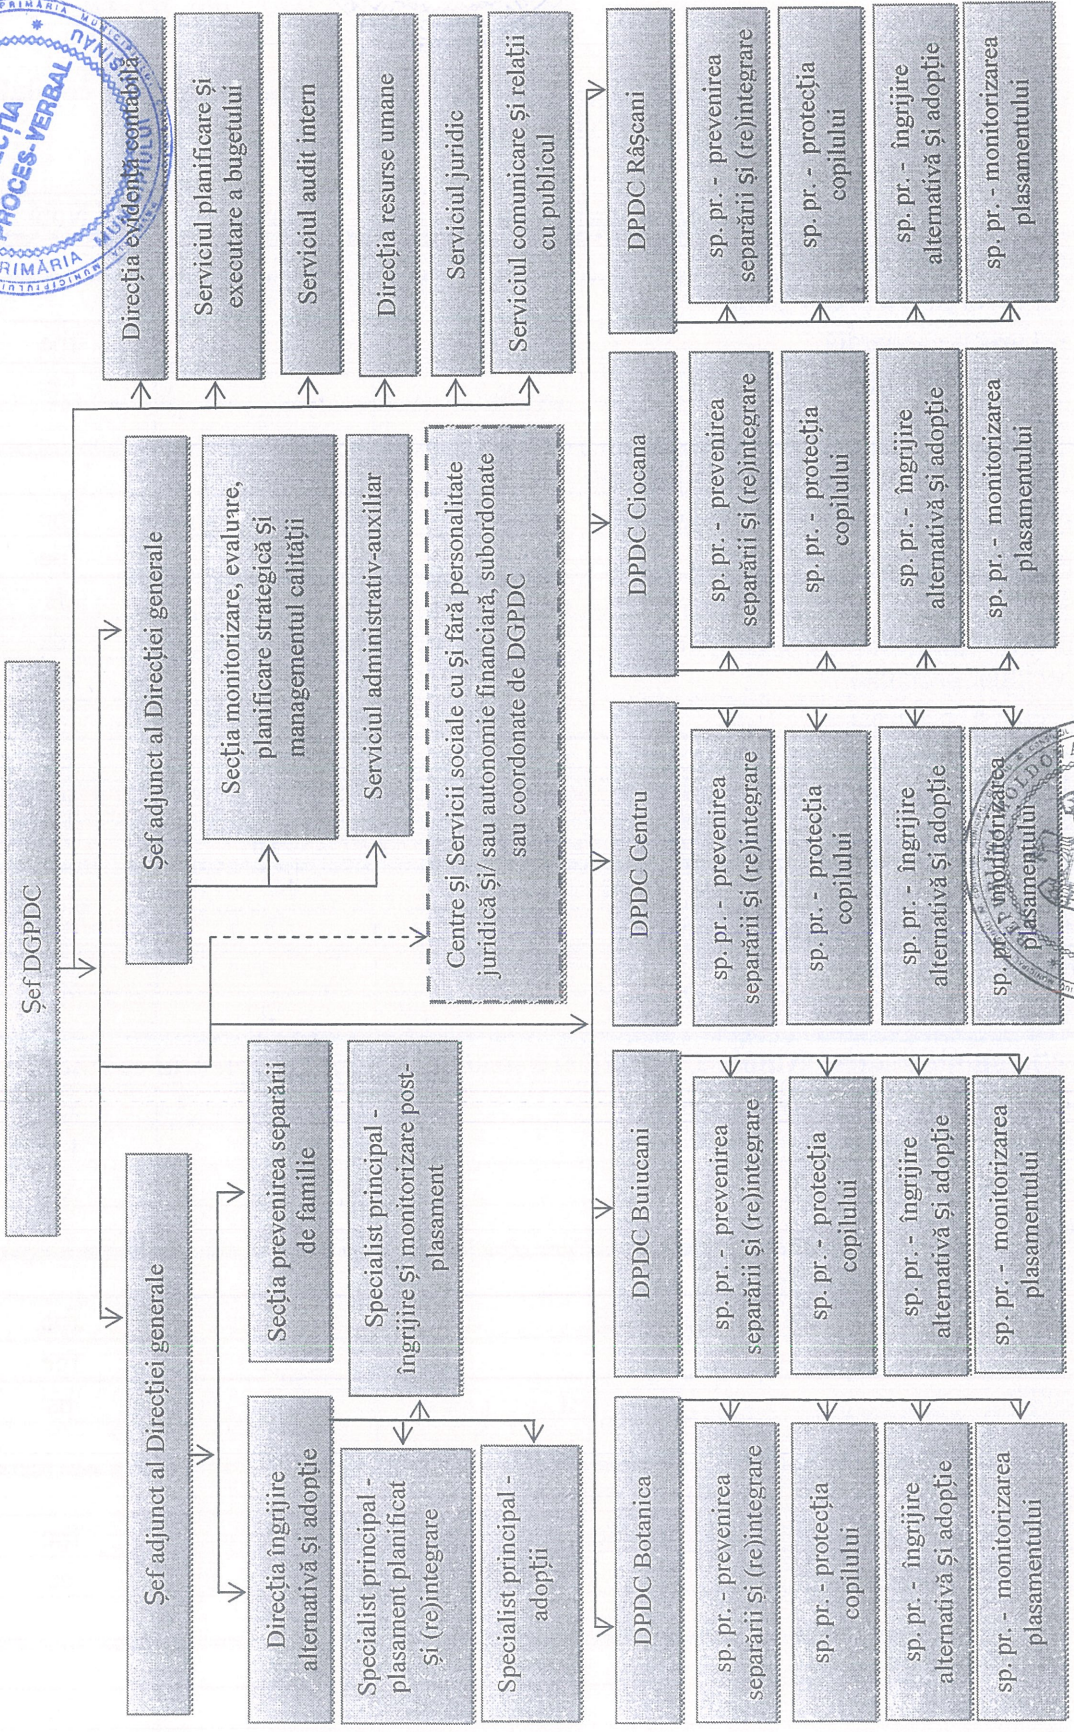 Șef DGPDC
Șef adjunct al Direcției generale
Șef adjunct al Direcției generale
Direcția evidența contabilă
Serviciul planificare și
executare a bugetului
Serviciul audit intern
Direcția resurse umane
Serviciul juridic
Serviciul comunicare și relații
cu publicul
Direcția îngrijire
alternativă și adopție
Secția prevenirea separării
de familie
Specialist principal -
plasament planificat
și (re)integrare
Specialist principal -
îngrijire și monitorizare post-
plasament
Specialist principal -
adopții
Secția monitorizare, evaluare,
planificare strategică și
managementul calității
Serviciul administrativ-auxiliar
Centre și Servicii sociale cu și fără personalitate
juridică și/ sau autonomie financiară, subordonate
sau coordonate de DGPDC
DPDC Botanica
sp. pr. - prevenirea
separării și (re)integrare
sp. pr. - protecția
copilului
sp. pr. - îngrijire
alternativă și adopție
sp. pr. - monitorizarea
plasamentului
DPDC Buiucani
sp. pr. - prevenirea
separării și (re)integrare
sp. pr. - protecția
copilului
sp. pr. - îngrijire
alternativă și adopție
sp. pr. - monitorizarea
plasamentului
DPDC Centru
sp. pr. - prevenirea
separării și (re)integrare
sp. pr. - protecția
copilului
sp. pr. - îngrijire
alternativă și adopție
sp. pr. monitorizarea
plasamentului
DPDC Ciocana
sp. pr. - prevenirea
separării și (re)integrare
sp. pr. - protecția
copilului
sp. pr. - îngrijire
alternativă și adopție
sp. pr. - monitorizarea
plasamentului
DPDC Râșcani
sp. pr. - prevenirea
separării și (re)integrare
sp. pr. - protecția
copilului
sp. pr. - îngrijire
alternativă și adopție
sp. pr. - monitorizarea
plasamentului
PROCES-VERBAL
PRIMĂRIA MUNICIPIULUI